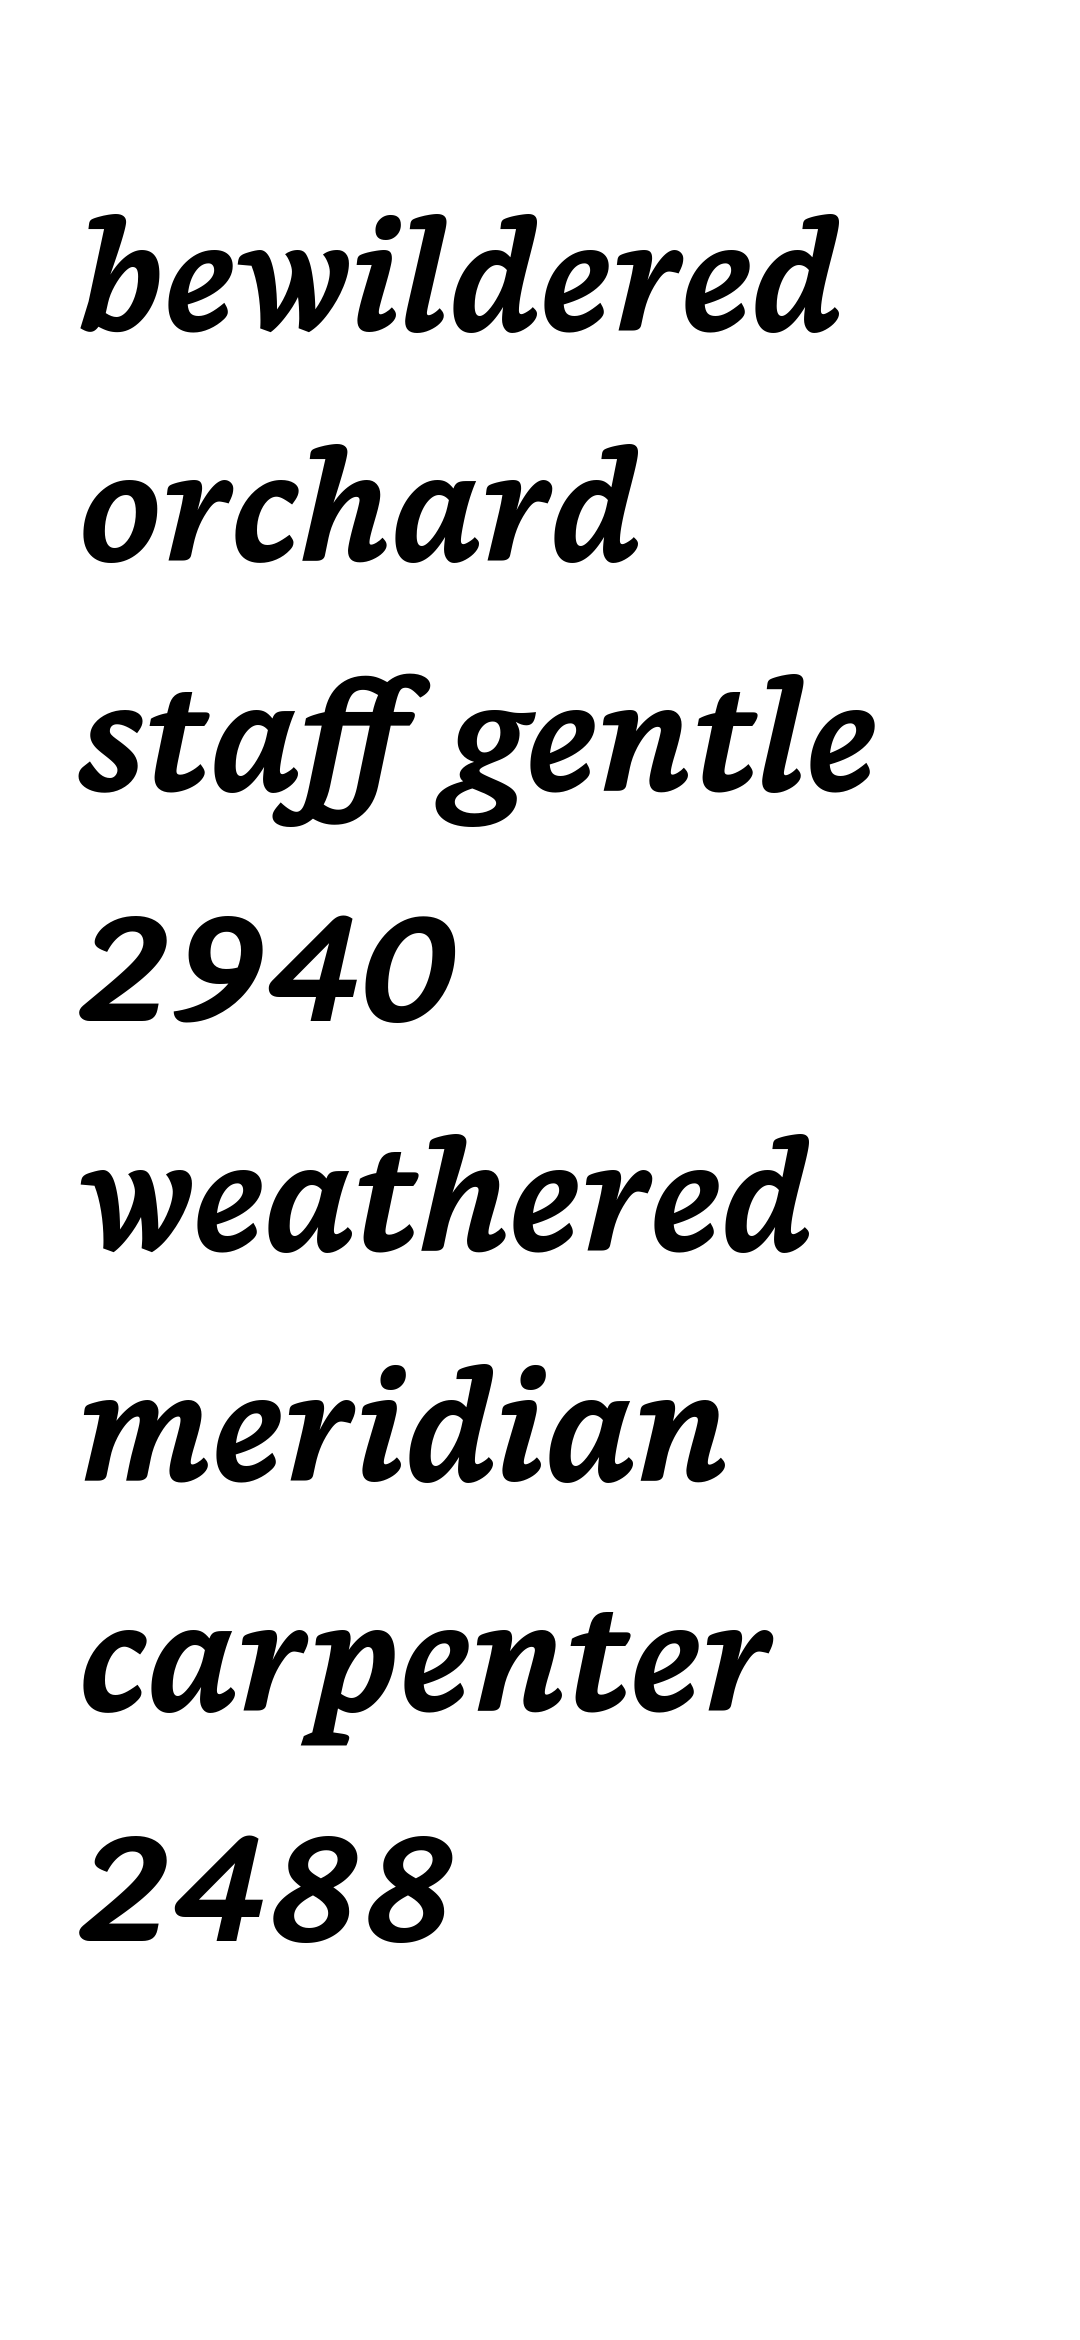 bewildered
orchard
staff gentle
2940
weathered
meridian
carpenter
2488